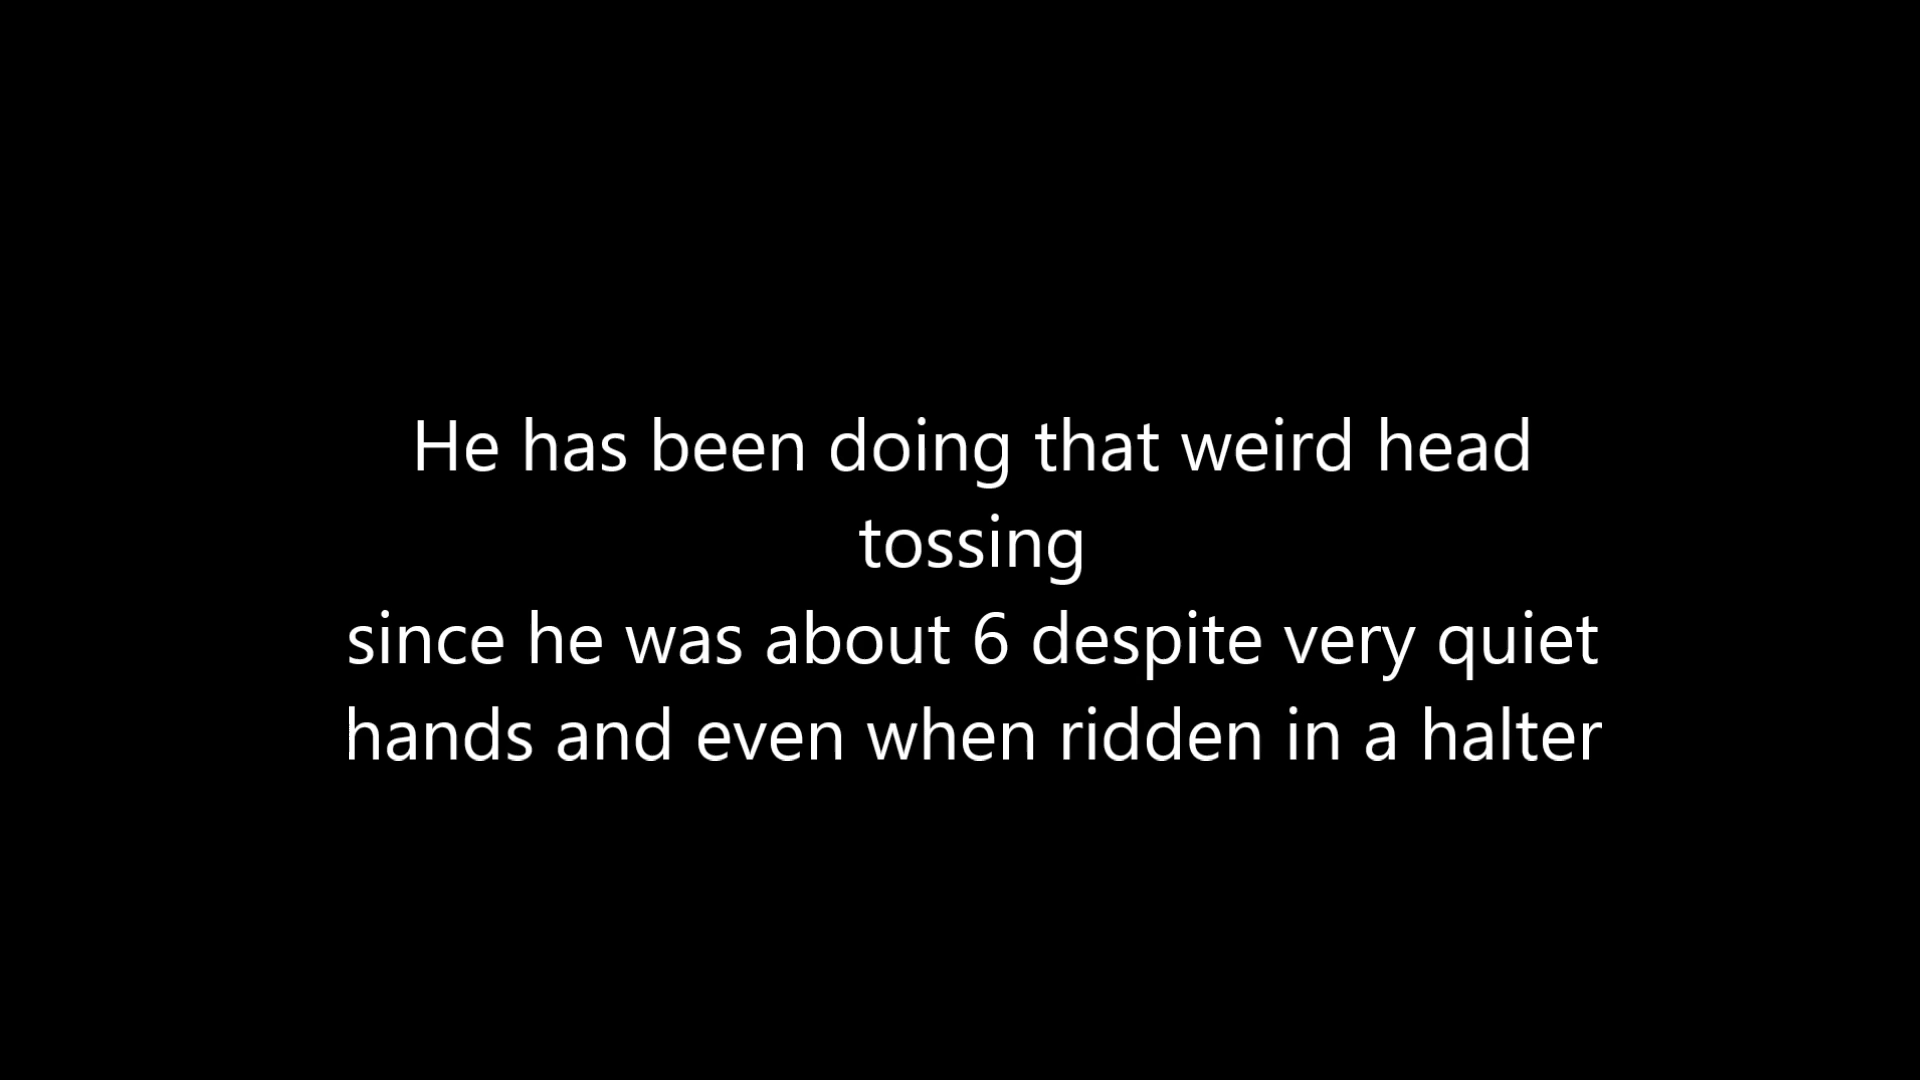 He has been doing that weird head
tossing
since he was about 6 despite very quiet
hands and even when ridden in a halter